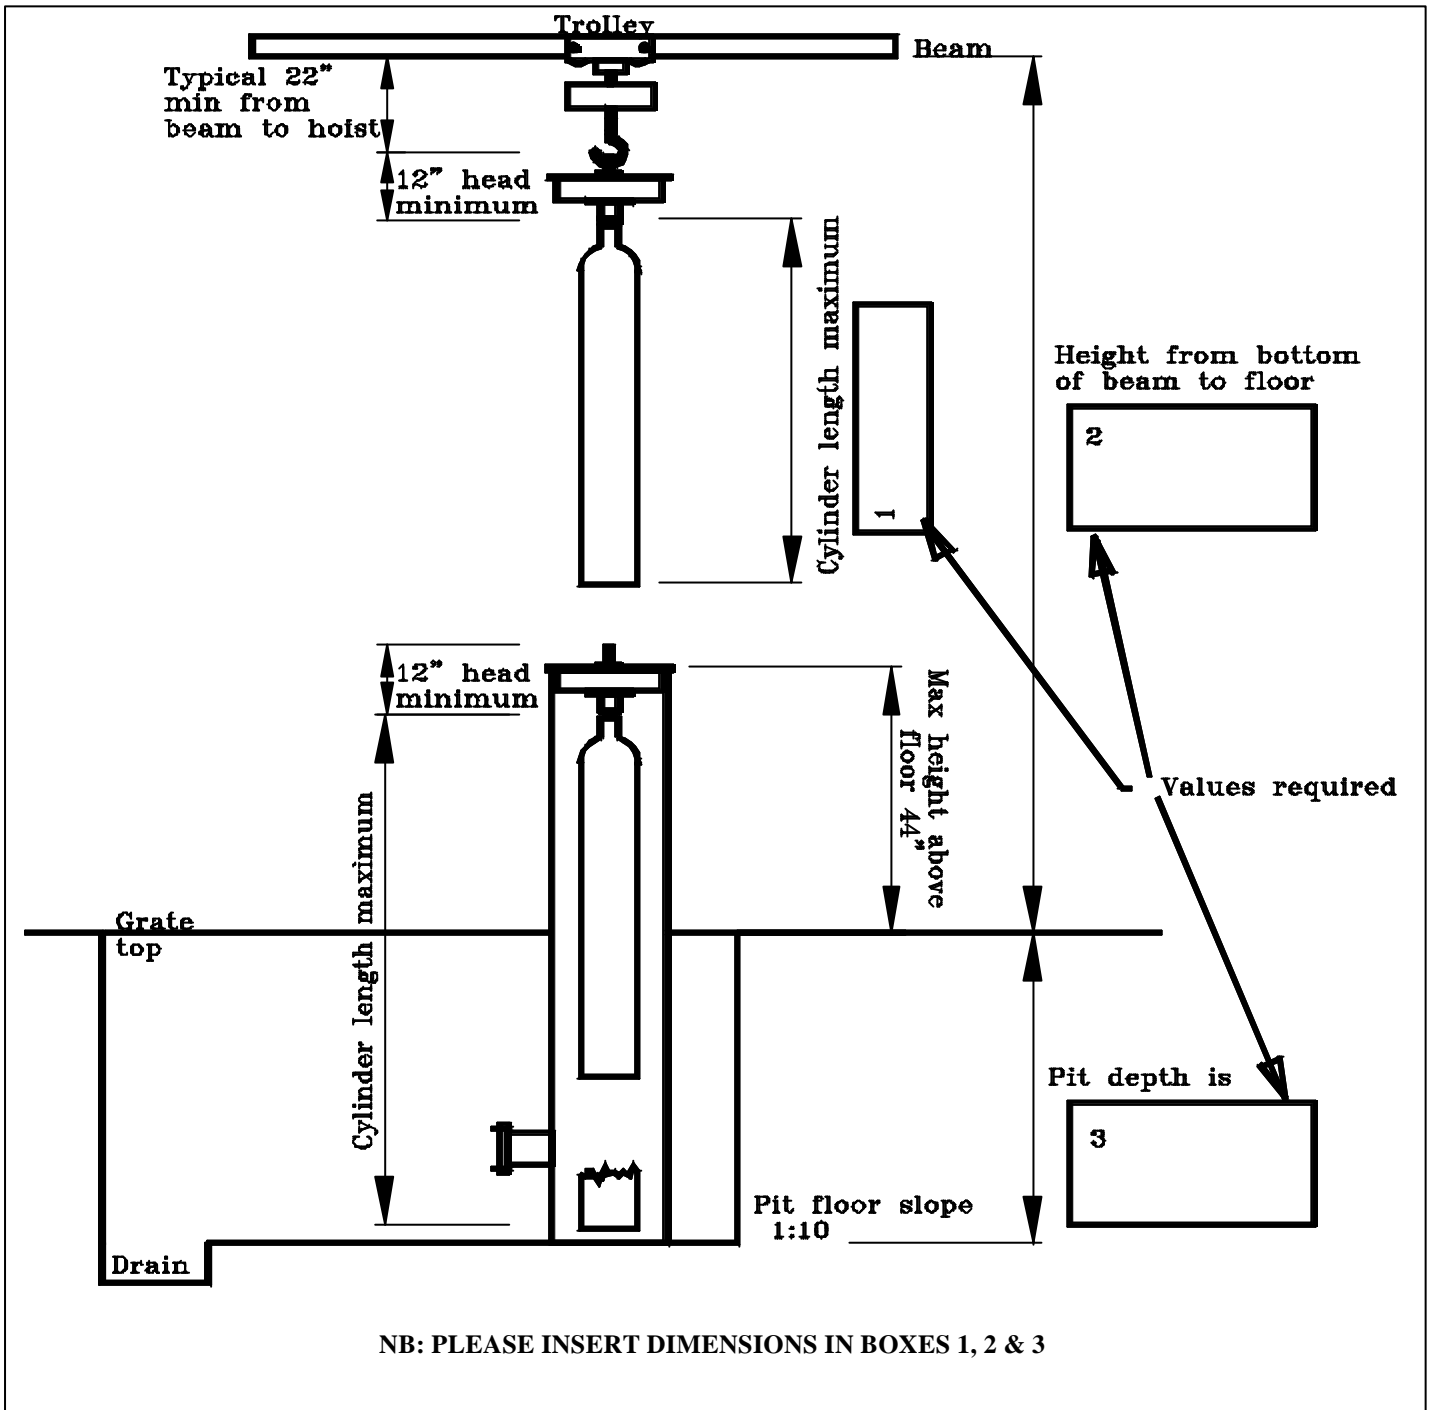 Trolley
Beam
Typical 22"
min from
beam to hoist
12" head
minimum
Cylinder length maximum
1
Height from bottom
of beam to floor
2
12" head
minimum
Max height above
floor 44"
Values required
Cylinder length maximum
Grate
top
Pit depth is
3
Pit floor slope
1:10
Drain
NB: PLEASE INSERT DIMENSIONS IN BOXES 1, 2 & 3